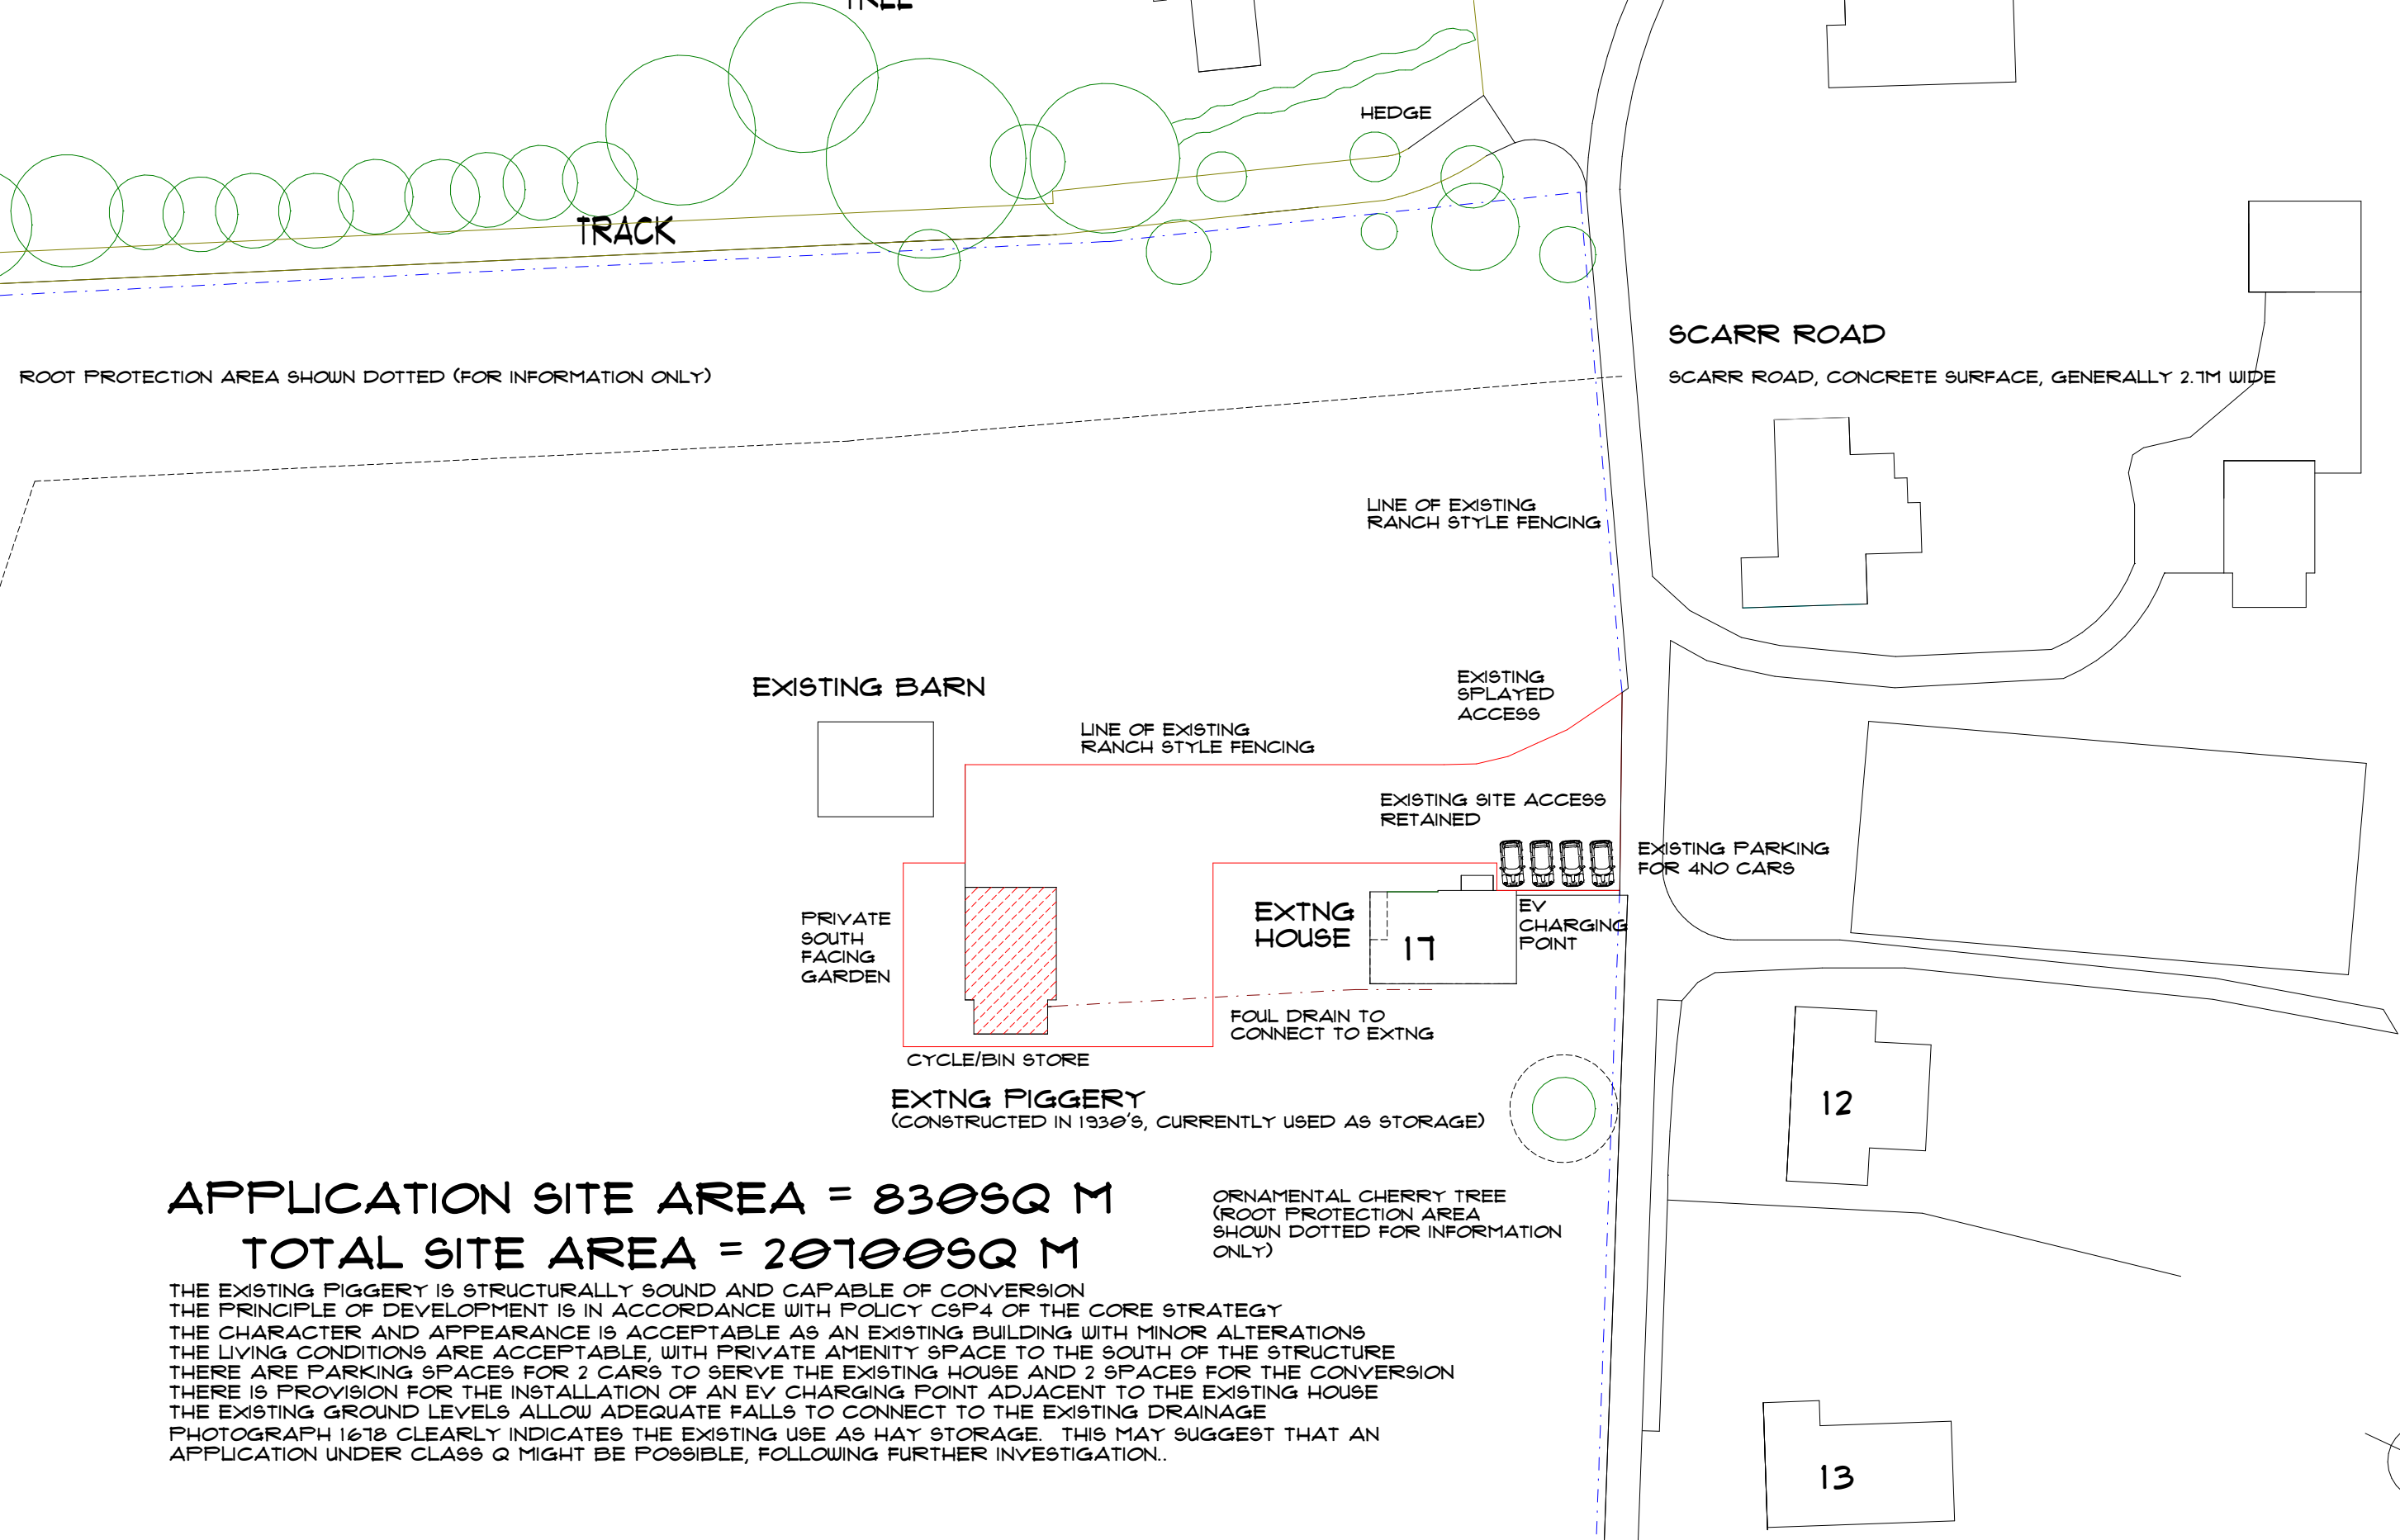 TREE
HEDGE
TRACK
SCARR ROAD
ROOT PROTECTION AREA SHOWN DOTTED (FOR INFORMATION ONLY)
SCARR ROAD, CONCRETE SURFACE, GENERALLY 2.7M WIDE
LINE OF EXISTING
RANCH STYLE FENCING
EXISTING BARN
EXISTING
SPLAYED
ACCESS
LINE OF EXISTING
RANCH STYLE FENCING
EXISTING SITE ACCESS
RETAINED
EXISTING PARKING
FOR 4NO CARS
PRIVATE
SOUTH
FACING
GARDEN
EXTNG
HOUSE
17
EV
CHARGING
POINT
FOUL DRAIN TO
CONNECT TO EXTNG
CYCLE/BIN STORE
EXTNG PIGGERY
(CONSTRUCTED IN 1930'S, CURRENTLY USED AS STORAGE)
12
APPLICATION SITE AREA = 830SQ M
TOTAL SITE AREA = 20700SQ M
ORNAMENTAL CHERRY TREE
(ROOT PROTECTION AREA
SHOWN DOTTED FOR INFORMATION
ONLY)
THE EXISTING PIGGERY IS STRUCTURALLY SOUND AND CAPABLE OF CONVERSION
THE PRINCIPLE OF DEVELOPMENT IS IN ACCORDANCE WITH POLICY CSP4 OF THE CORE STRATEGY
THE CHARACTER AND APPEARANCE IS ACCEPTABLE AS AN EXISTING BUILDING WITH MINOR ALTERATIONS
THE LIVING CONDITIONS ARE ACCEPTABLE, WITH PRIVATE AMENITY SPACE TO THE SOUTH OF THE STRUCTURE
THERE ARE PARKING SPACES FOR 2 CARS TO SERVE THE EXISTING HOUSE AND 2 SPACES FOR THE CONVERSION
THERE IS PROVISION FOR THE INSTALLATION OF AN EV CHARGING POINT ADJACENT TO THE EXISTING HOUSE
THE EXISTING GROUND LEVELS ALLOW ADEQUATE FALLS TO CONNECT TO THE EXISTING DRAINAGE
PHOTOGRAPH 1678 CLEARLY INDICATES THE EXISTING USE AS HAY STORAGE.  THIS MAY SUGGEST THAT AN
APPLICATION UNDER CLASS Q MIGHT BE POSSIBLE, FOLLOWING FURTHER INVESTIGATION..
13